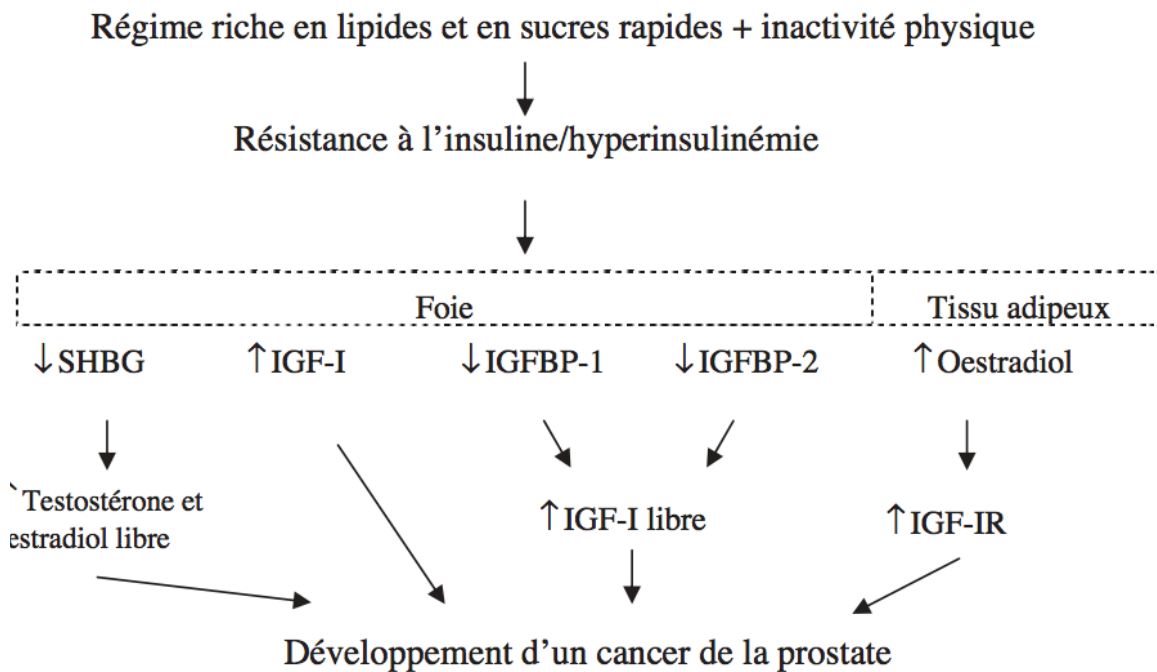 Régime riche en lipides et en sucres rapides + inactivité physique
Résistance à l’insuline/hyperinsulinémie
Foie
Tissu adipeux
↓SHBG
↑IGF-I
↓IGFBP-1
↓IGFBP-2
↑Oestradiol
Testostérone et
estradiol libre
↑IGF-I libre
↑IGF-IR
Développement d’un cancer de la prostate